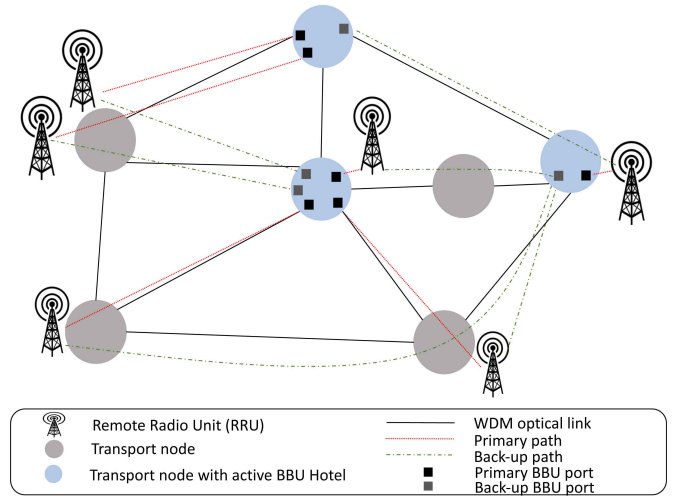 Remote Radio Unit (RRU)
Transport node
Transport node with active BBU Hotel
WDM optical link
Primary path
Back-up path
Primary BBU port
Back-up BBU port